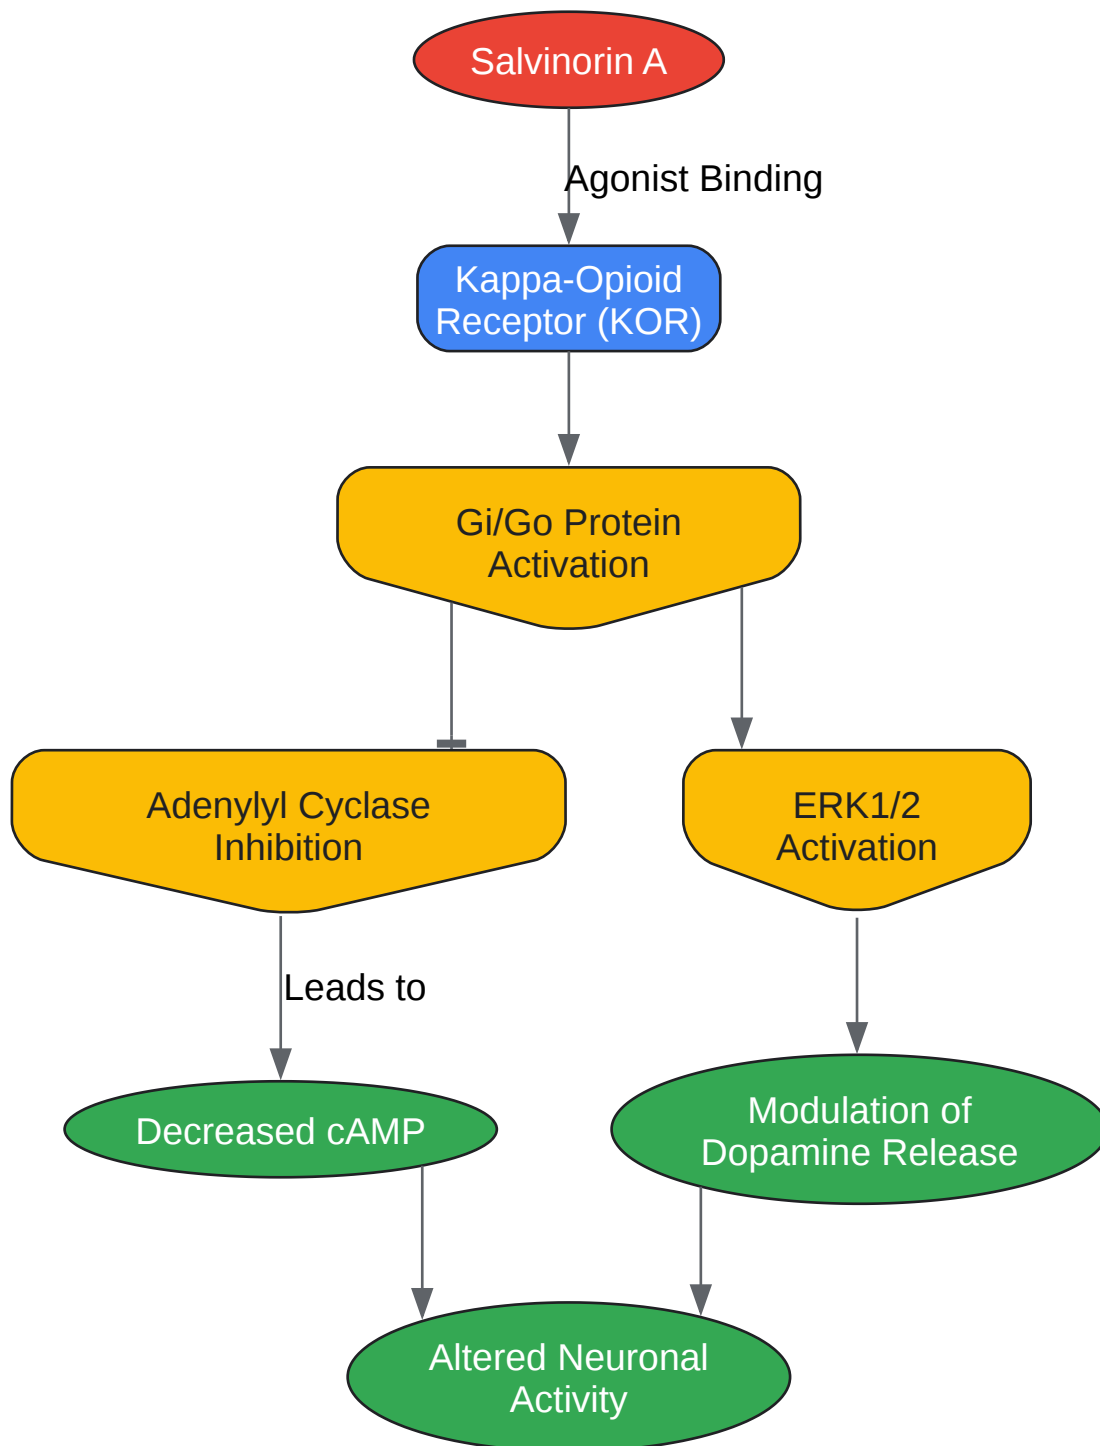 Salvinorin A
Agonist Binding
Kappa-Opioid
Receptor (KOR)
Gi/Go Protein
Activation
Adenylyl Cyclase
Inhibition
ERK1/2
Activation
Leads to
Decreased cAMP
Modulation of
Dopamine Release
Altered Neuronal
Activity